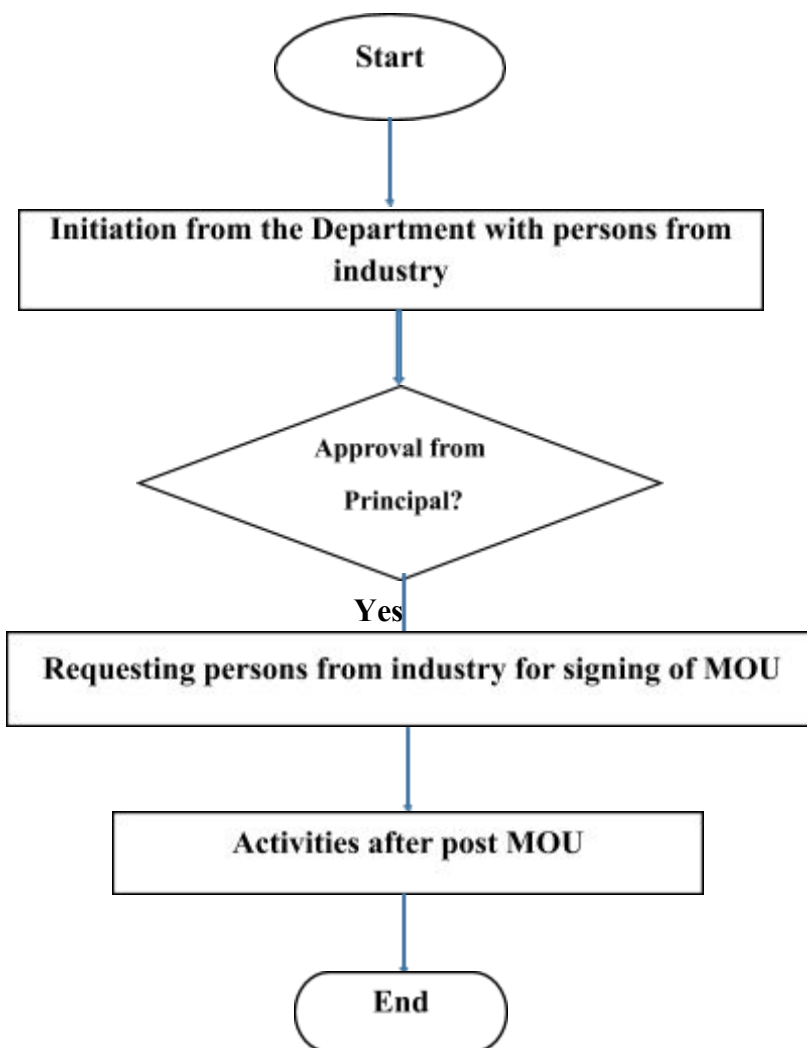 Start
Initiation from the Department with persons from
industry
Approval from
Principal?
Yes
Requesting persons from industry for signing of MOU
Activities after post MOU
End